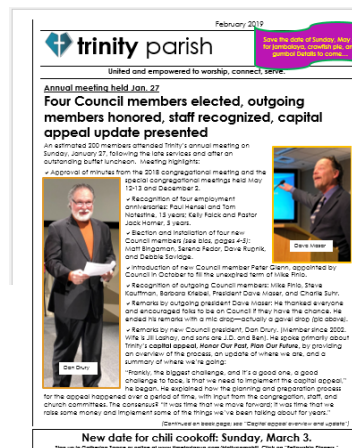 February 2019
trinity parish
Save the date of Sunday, May
for jambalaya, crawfish pie, an
gumbo! Details to come....
United and empowered to worship, connect, serve.
Annual meeting held Jan. 27
Four Council members elected, outgoing
members honored, staff recognized, capital
appeal update presented
An estimated 200 members attended Trinity's annual meeting on
Sunday, January 27, following the late services and after an
outstanding buffet luncheon. Meeting highlights:
✓ Approval of minutes from the 2018 congregational meeting and the
special congregational meetings held May
12-13 and December 2.
✓ Recognition of four employment
anniversaries: Paul Hensel and Tom
Notestine, 15 years; Kelly Falck and Pastor
Jack Horner, 5 years.
✓ Election and installation of four new
Council members (see bios, pages 4-5):
Matt Bingaman, Serena Fedor, Dave Rupnik,
and Debbie Savidge.
✓ Introduction of new Council member Peter Glenn, appointed by
Council in October to fill the unexpired term of Mike Finlo.
✓ Recognition of outgoing Council members: Mike Finlo, Steve
Kauffman, Barbara Kleibel, President Dave Maser, and Charlie Suhr.
✓ Remarks by outgoing president Dave Maser: He thanked everyone
and encouraged folks to be on Council if they have the chance. He
ended his remarks with a mic drop—actually a gavel drop (pic above).
✓ Remarks by new Council president, Dan Drury. (Member since 2002.
Wife is Jill Lashay, and sons are J.D. and Ben). He spoke primarily about
Trinity's capital appeal, Honor Our Past, Plan Our Future, by providing
an overview of the process, an update of where we are, and a
summary of where we're going:
"Frankly, the biggest challenge, and it's a good one, a good
challenge to face, is that we need to implement the capital appeal,"
he began. He explained how the planning and preparation process
for the appeal happened over a period of time, with input from the congregation, staff, and
church committees. The consensus? "It was time that we move forward; it was time that we
raise some money and implement some of the things we've been talking about for years."
(Continued on back page; see "Capital appeal overview and update")
Dave Maser
Dan Drury
New date for chili cookoff: Sunday, March 3.